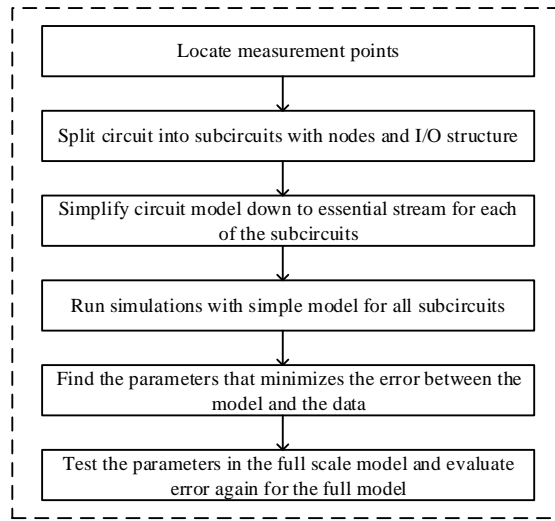 Locate measurement points
Split circuit into subcircuits with nodes and I/O structure
Simplify circuit model down to essential stream for each
of the subcircuits
Run simulations with simple model for all subcircuits
Find the parameters that minimizes the error between the
model and the data
Test the parameters in the full scale model and evaluate
error again for the full model